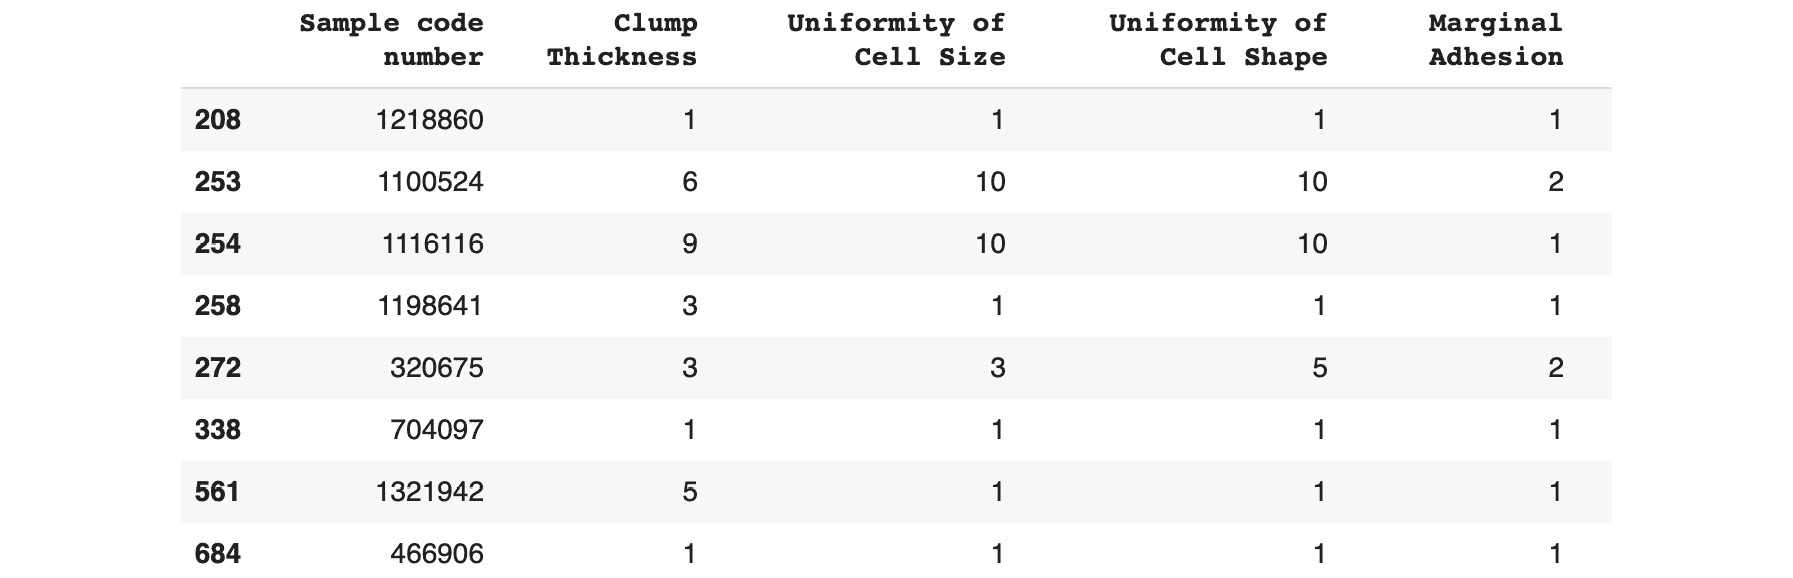 Sample code Clump Uniformity of Uniformity of Marginal
number Thickness Cell Size Cell Shape Adhesion
208 1218860 1 1 1 1
253 1100524 6 10 10 2
254 1116116 9 10 10 1
258 1198641 3 1 1 1
272 320675 3 3 5 2
338 704097 1 1 1 1
561 1321942 5 1 1 1
684 466906 1 1 1 1